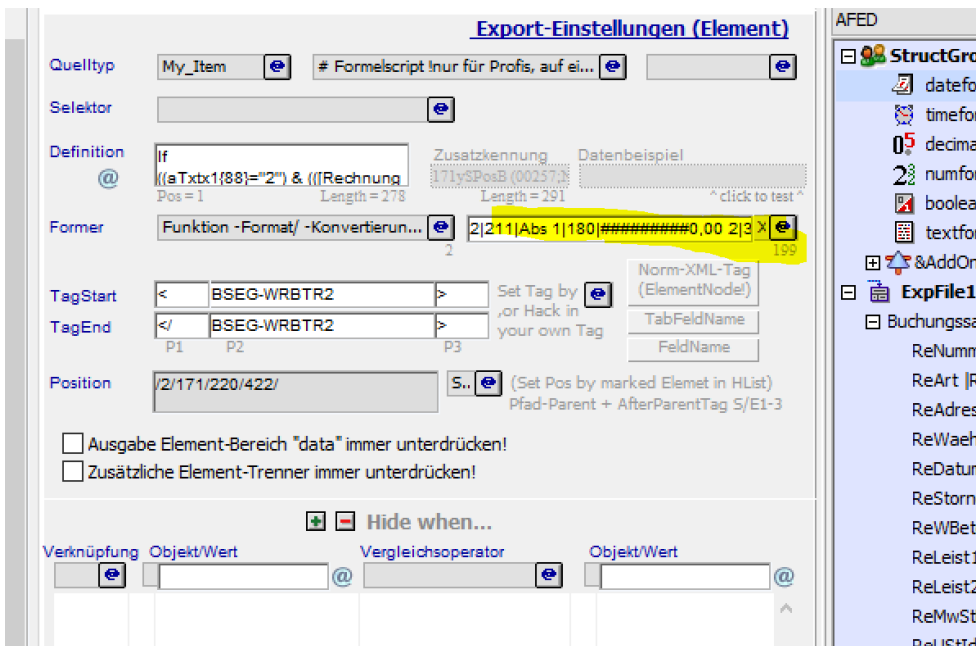 AFED
Export-Einstellungen (Element)
StructGro
Quelltyp My_Item # Formelscript !nur für Profis, auf ei...
datefo
Selektor
timefor
Definition If
((aTxtx1{88}="2") & (([Rechnung
Zusatzkennung Datenbeispiel
171ySPosB (00257;N
decima
@
Pos = 1 Length = 278 Length = 291 ^ click to test ^
numfor
Former Funktion -Format/ -Konvertierun... 2|211|Abs 1|180|##########0,00 2|3 X
boolea
2 199
textfor
&AddOn
Norm-XML-Tag
(ElementNode!)
TagStart < BSEG-WRBTR2 > Set Tag by
,or Hack in
your own Tag
ExpFile1
TagEnd </ BSEG-WRBTR2 > TabFeldName
Buchungssa
P1 P2 P3 FeldName
ReNumm
Position /2/171/220/422/ S.. (Set Pos by marked Elemet in HList)
Pfad-Parent + AfterParentTag S/E1-3
ReArt |R
ReAdres
Ausgabe Element-Bereich "data" immer unterdrücken!
ReWaeh
Zusätzliche Element-Trenner immer unterdrücken!
ReDatun
ReStorn
Hide when...
ReWBet
Verknüpfung Objekt/Wert Vergleichsoperator Objekt/Wert
ReLeist1
@ @
ReLeist2
ReMwSt
ReUStId